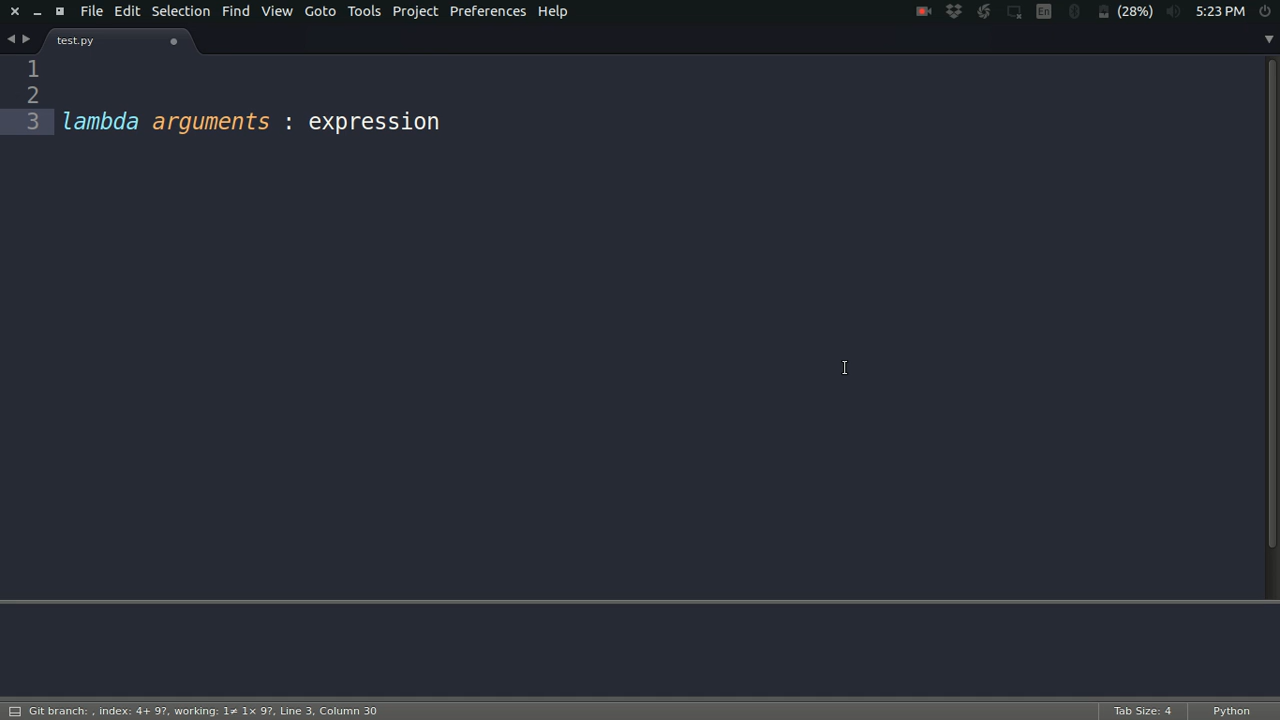 File Edit Selection Find View Goto Tools Project Preferences Help En (28%) 5:23 PM
test.py
1
2
3 lambda arguments : expression
Git branch: , index: 4+ 9?, working: 1≠ 1× 9?, Line 3, Column 30 Tab Size: 4 Python